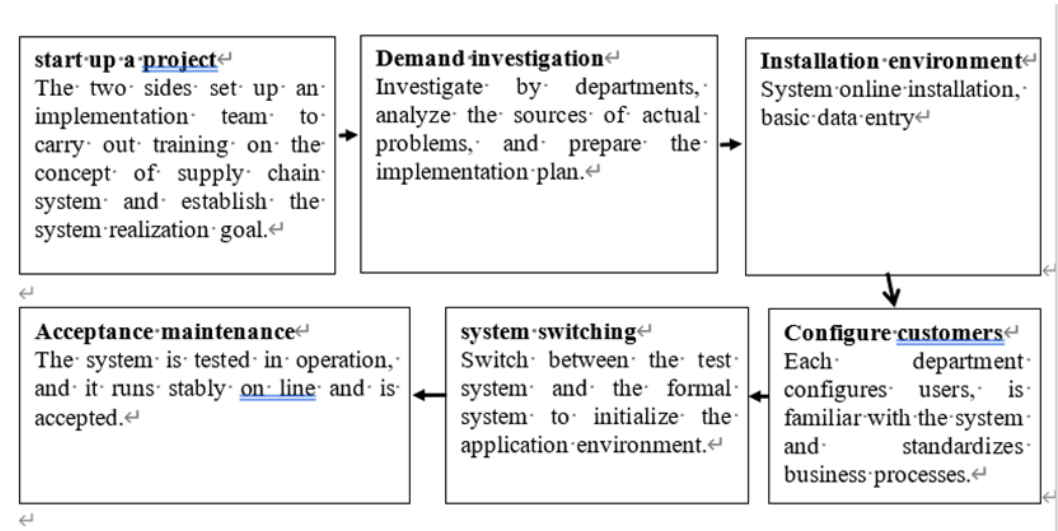 start up a project
The two sides set up an
implementation team to
carry out training on the
concept of supply chain
system and establish the
system realization goal.
Demand investigation
Investigate by departments,
analyze the sources of actual
problems, and prepare the
implementation plan.
Installation environment
System online installation,
basic data entry
Configure customers
Each department
configures users, is
familiar with the system
and standardizes
business processes.
system switching
Switch between the test
system and the formal
system to initialize the
application environment.
Acceptance maintenance
The system is tested in operation,
and it runs stably on line and is
accepted.